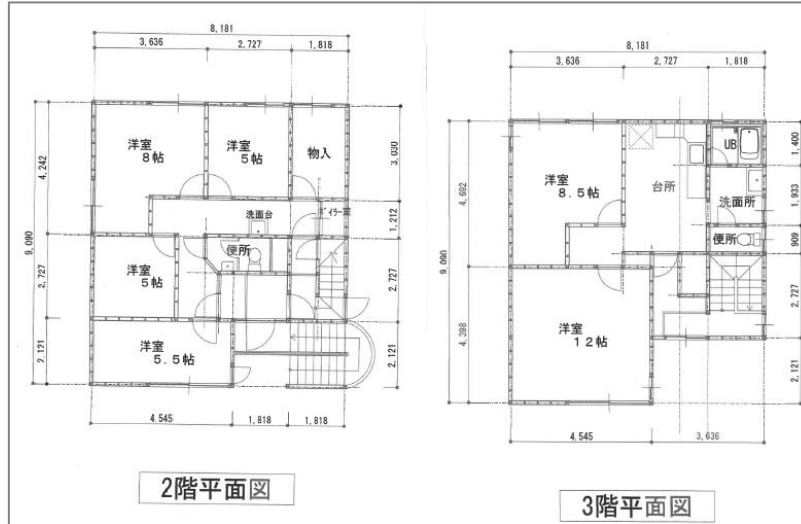 8,181
3,636
2,727
1,818
洋室
8帖
洋室
5帖
物入
洗面台
ボイラー室
便所
洋室
5帖
洋室
5.5帖
9,090
4,242
2,727
2,121
3,030
1,212
2,727
2,121
4,545
1,818
1,818
2階平面図
8,181
3,636
2,727
1,818
洋室
8.5帖
台所
UB
洗面所
便所
洋室
12帖
9,090
4,692
4,398
1,400
1,933
909
2,727
2,121
4,545
3,636
3階平面図